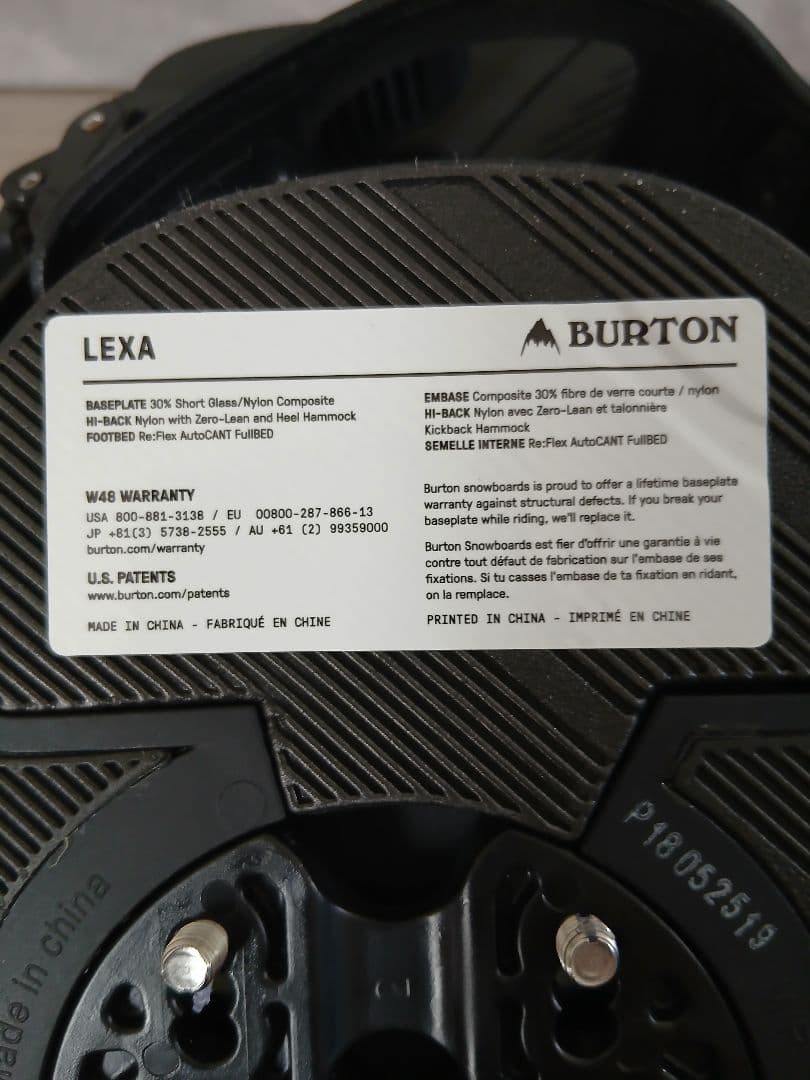 LEXA
BURTON
BASEPLATE 30% Short Glass/Nylon Composite
HI-BACK Nylon with Zero-Lean and Heel Hammock
FOOTBED Re:Flex AutoCANT FullBED
EMBASE Composite 30% fibre de verre courte / nylon
HI-BACK Nylon avec Zero-Lean et talonnière
Kickback Hammock
SEMELLE INTERNE Re:Flex AutoCANT FullBED
W48 WARRANTY
USA 800-881-3138 / EU 00800-287-866-13
JP +81(3) 5738-2555 / AU +61 (2) 99359000
burton.com/warranty
U.S. PATENTS
www.burton.com/patents
MADE IN CHINA - FABRIQUÉ EN CHINE
Burton snowboards is proud to offer a lifetime baseplate
warranty against structural defects. If you break your
baseplate while riding, we'll replace it.
Burton Snowboards est fier d'offrir une garantie à vie
contre tout défaut de fabrication sur l'embase de ses
fixations. Si tu casses l'embase de ta fixation en ridant,
on la remplace.
PRINTED IN CHINA - IMPRIMÉ EN CHINE
P18052519
made in china
2